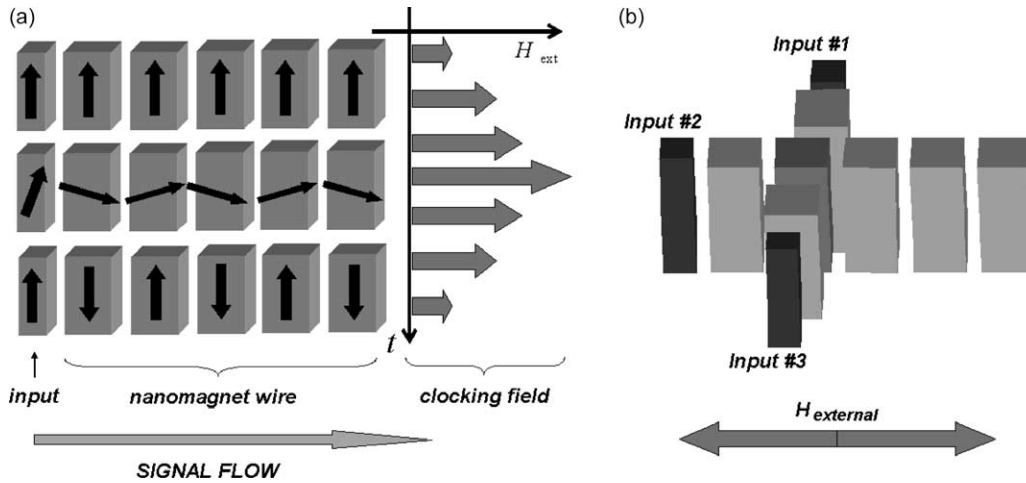 (a)
H ext
t
input
nanomagnet wire
clocking field
SIGNAL FLOW
(b)
Input #1
Input #2
Input #3
H external